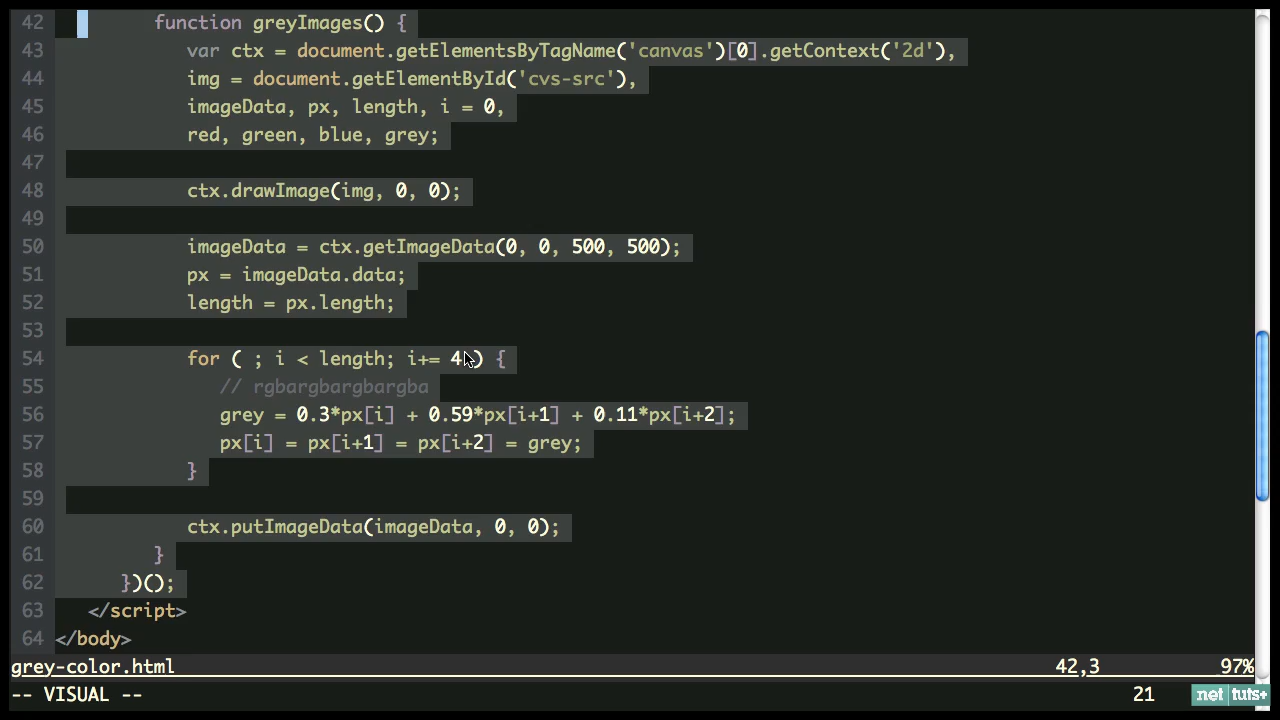 42 function greyImages() {
43 var ctx = document.getElementsByTagName('canvas')[0].getContext('2d'),
44 img = document.getElementById('cvs-src'),
45 imageData, px, length, i = 0,
46 red, green, blue, grey;
47
48 ctx.drawImage(img, 0, 0);
49
50 imageData = ctx.getImageData(0, 0, 500, 500);
51 px = imageData.data;
52 length = px.length;
53
54 for ( ; i < length; i+= 4 ) {
55 // rgbargbargbargba
56 grey = 0.3*px[i] + 0.59*px[i+1] + 0.11*px[i+2];
57 px[i] = px[i+1] = px[i+2] = grey;
58 }
59
60 ctx.putImageData(imageData, 0, 0);
61 }
62 })();
63 </script>
64 </body>
grey-color.html 42,3 97%
-- VISUAL -- 21 net tuts+